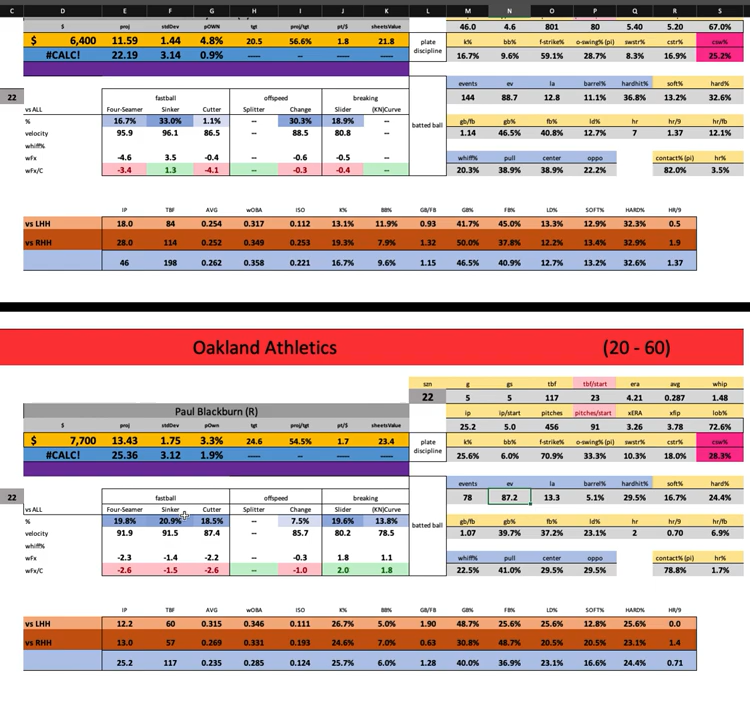 C D E F G H I J K L M N O P Q R S
$ proj stdDev pOWN tgt proj/tgt pt/$ sheetsValue 46.0 4.6 801 80 5.40 5.20 67.0%
$ 6,400 11.59 1.44 4.8% 20.5 56.6% 1.8 21.8 plate discipline k% bb% f-strike% o-swing% (pi) swstr% cstr% csw%
#CALC! 22.19 3.14 0.9% ---- -- ---- 16.7% 9.6% 59.1% 28.7% 8.3% 16.9% 25.2%
events ev la barrel% hardhit% soft% hard%
22 fastball offspeed breaking 144 88.7 12.8 11.1% 36.8% 13.2% 32.6%
vs ALL Four-Seamer Sinker Cutter Splitter Change Slider (KN)Curve
% 16.7% 33.0% 1.1% -- 30.3% 18.9% -- batted ball gb/fb gb% fb% ld% hr hr/9 hr/fb
velocity 95.9 96.1 86.5 -- 88.5 80.8 -- 1.14 46.5% 40.8% 12.7% 7 1.37 12.1%
whiff%
wFx -4.6 3.5 -0.4 -- -0.6 -0.5 -- whiff% pull center oppo contact% (pi) hr%
wFx/C -3.4 1.3 -4.1 -- -0.3 -0.4 -- 20.3% 38.9% 38.9% 22.2% 82.0% 3.5%
IP TBF AVG wOBA ISO K% BB% GB/FB GB% FB% LD% SOFT% HARD% HR/9
vs LHH 18.0 84 0.254 0.317 0.112 13.1% 11.9% 0.93 41.7% 45.0% 13.3% 12.9% 32.3% 0.5
vs RHH 28.0 114 0.252 0.349 0.253 19.3% 7.9% 1.32 50.0% 37.8% 12.2% 13.4% 32.9% 1.9
46 198 0.262 0.358 0.221 16.7% 9.6% 1.15 46.5% 40.9% 12.7% 13.2% 32.6% 1.37
Oakland Athletics (20 - 60)
szn g gs tbf tbf/start era avg whip
22 5 5 117 23 4.21 0.287 1.48
Paul Blackburn (R) ip ip/start pitches pitches/start xERA xfip lob%
$ proj stdDev pOwn tgt proj/tgt pt/$ sheetsValue 25.2 5.0 456 91 3.26 3.78 72.6%
$ 7,700 13.43 1.75 3.3% 24.6 54.5% 1.7 23.4 plate discipline k% bb% f-strike% o-swing% (pi) swstr% cstr% csw%
#CALC! 25.36 3.12 1.9% ---- ---- -- ---- 25.6% 6.0% 70.9% 33.3% 10.3% 18.0% 28.3%
events ev la barrel% hardhit% soft% hard%
22 fastball offspeed breaking 78 87.2 13.3 5.1% 29.5% 16.7% 24.4%
vs ALL Four-Seamer Sinker Cutter Splitter Change Slider (KN)Curve
% 19.8% 20.9% 18.5% -- 7.5% 19.6% 13.8% batted ball gb/fb gb% fb% ld% hr hr/9 hr/fb
velocity 91.9 91.5 87.4 -- 85.7 80.2 78.5 1.07 39.7% 37.2% 23.1% 2 0.70 6.9%
whiff%
wFx -2.3 -1.4 -2.2 -- -0.3 1.8 1.1 whiff% pull center oppo contact% (pi) hr%
wFx/C -2.6 -1.5 -2.6 -- -1.0 2.0 1.8 22.5% 41.0% 29.5% 29.5% 78.8% 1.7%
IP TBF AVG wOBA ISO K% BB% GB/FB GB% FB% LD% SOFT% HARD% HR/9
vs LHH 12.2 60 0.315 0.346 0.111 26.7% 5.0% 1.90 48.7% 25.6% 25.6% 12.8% 25.6% 0.0
vs RHH 13.0 57 0.269 0.331 0.193 24.6% 7.0% 0.63 30.8% 48.7% 20.5% 20.5% 23.1% 1.4
25.2 117 0.235 0.285 0.124 25.7% 6.0% 1.28 40.0% 36.9% 23.1% 16.6% 24.4% 0.71